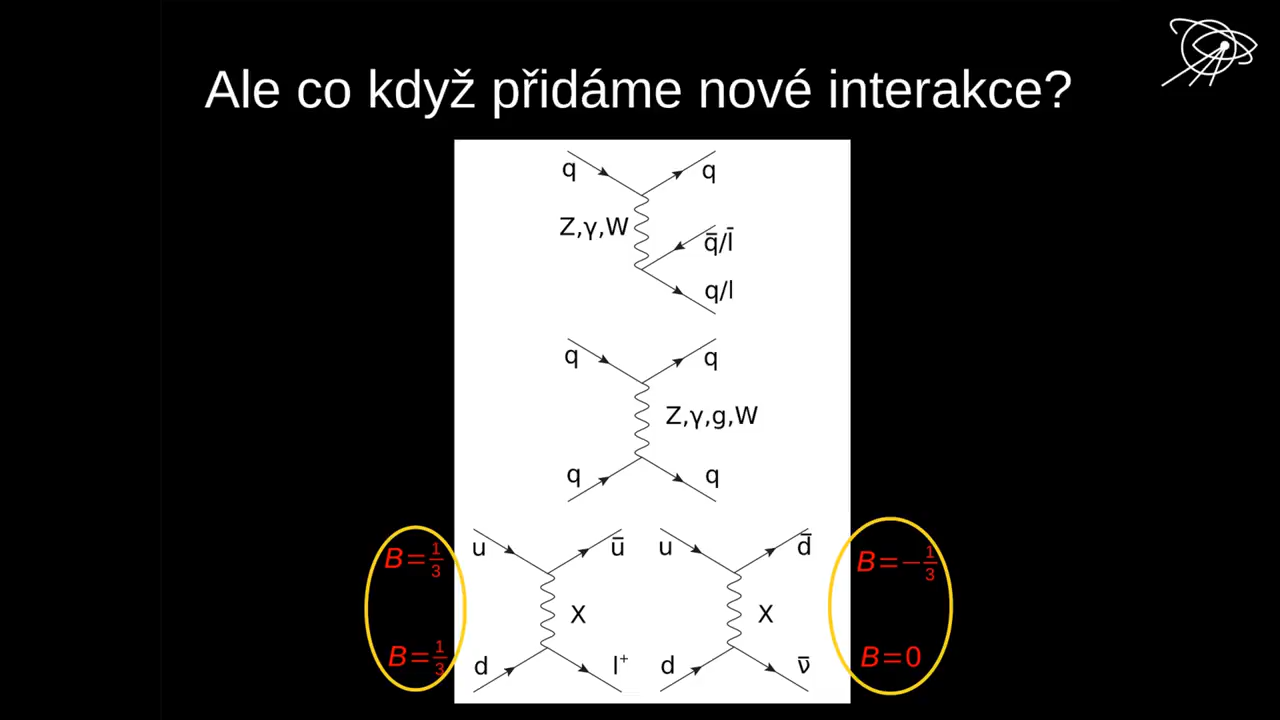 Ale co když přidáme nové interakce?
q q
Z,γ,W
q̄/l̄
q/l
q q
Z,γ,g,W
q q
u ū u d̄
B=1/3 B=−1/3
X X
d l⁺ d ν̄
B=1/3 B=0